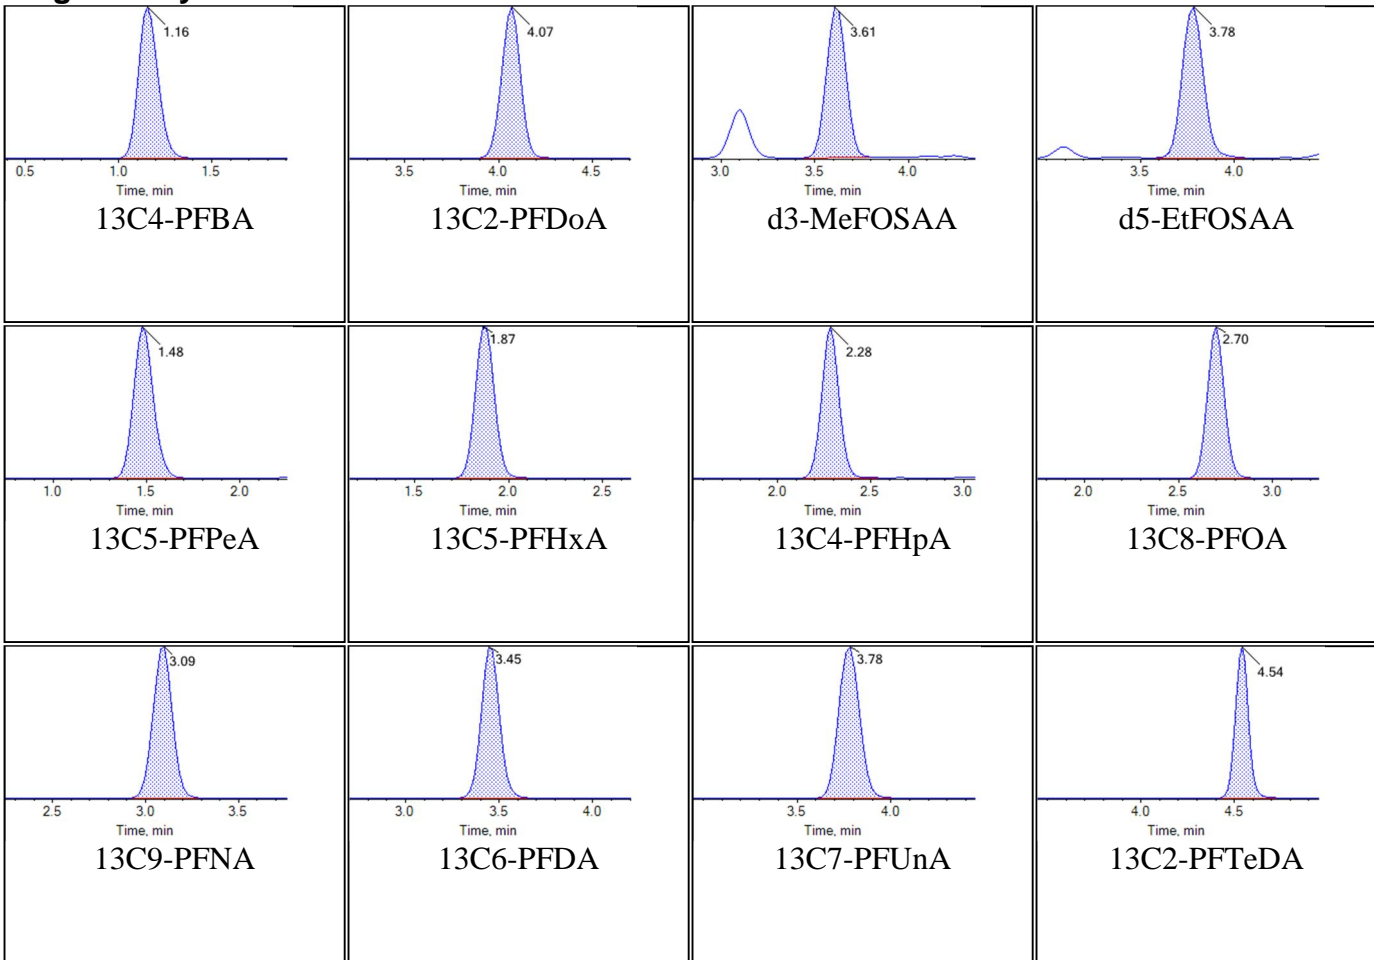 1.16
4.07
3.61
3.78
0.5 1.0 1.5
3.5 4.0 4.5
3.0 3.5 4.0
3.5 4.0
Time, min
Time, min
Time, min
Time, min
13C4-PFBA
13C2-PFDoA
d3-MeFOSAA
d5-EtFOSAA
1.48
1.87
2.28
2.70
1.0 1.5 2.0
1.5 2.0 2.5
2.0 2.5 3.0
2.0 2.5 3.0
Time, min
Time, min
Time, min
Time, min
13C5-PFPeA
13C5-PFHxA
13C4-PFHpA
13C8-PFOA
3.09
3.45
3.78
4.54
2.5 3.0 3.5
3.0 3.5 4.0
3.5 4.0
4.0 4.5
Time, min
Time, min
Time, min
Time, min
13C9-PFNA
13C6-PFDA
13C7-PFUnA
13C2-PFTeDA